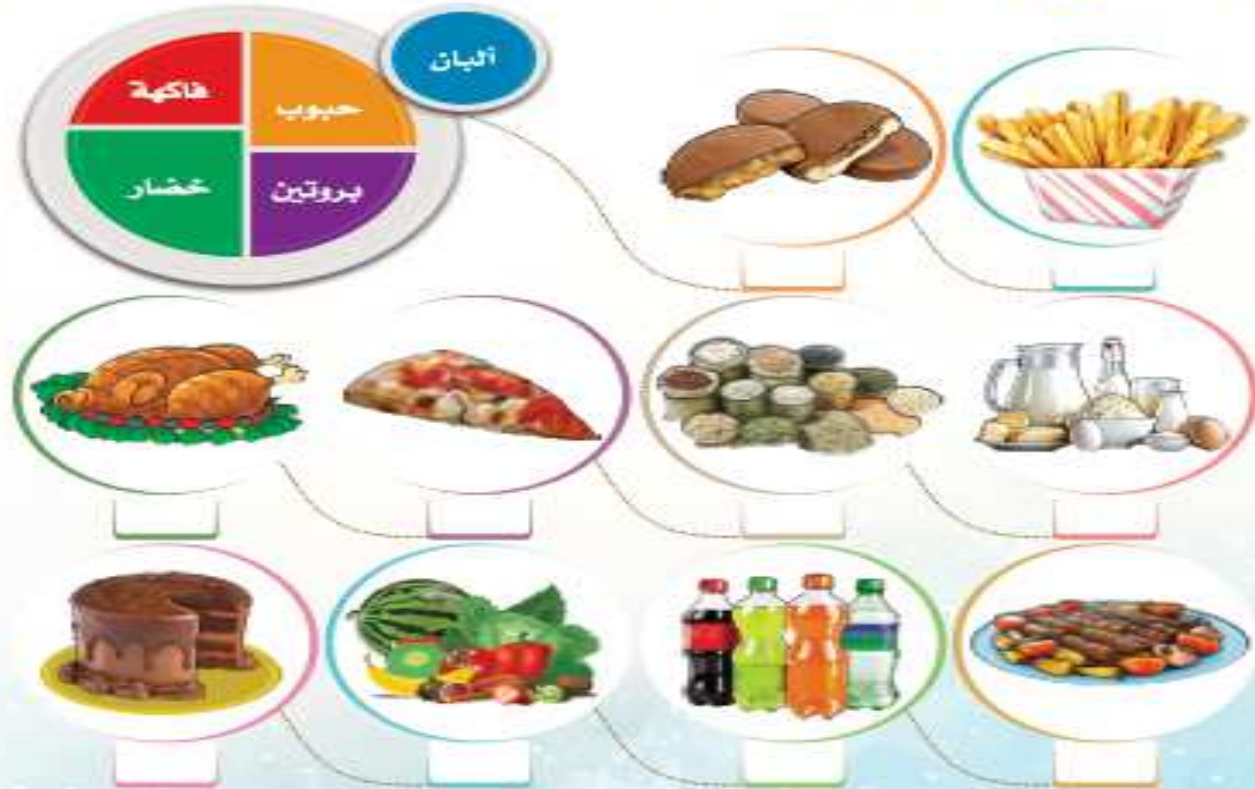 ألبان
حبوب
فاكهة
بروتين
خضار